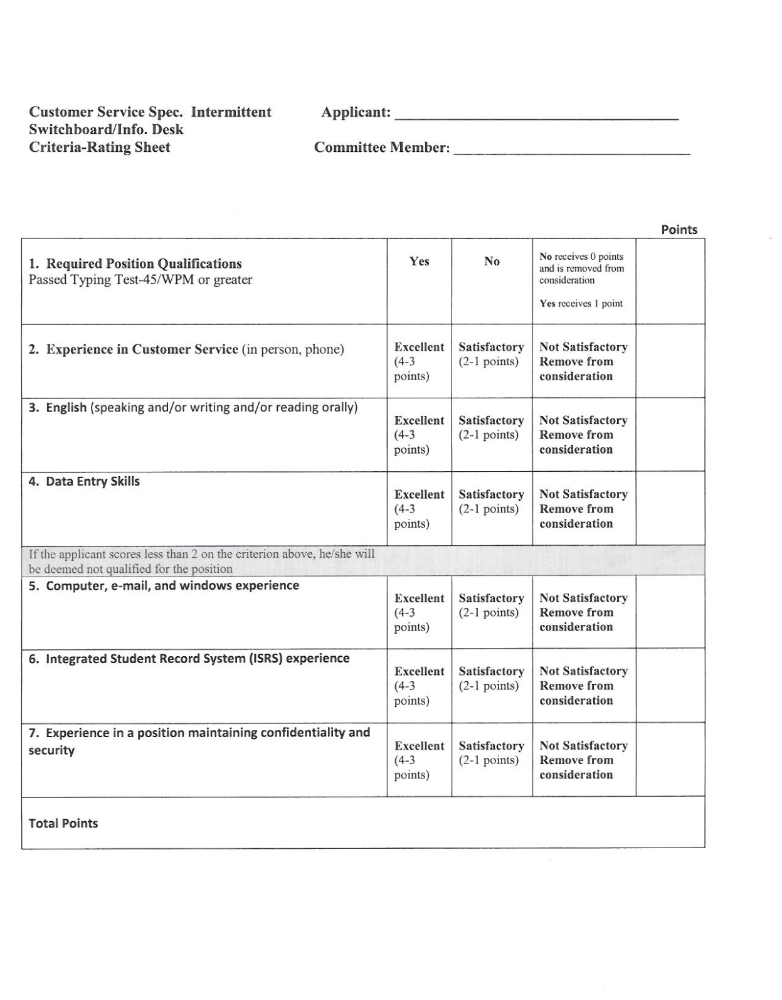 Customer Service Spec.  Intermittent
Switchboard/Info. Desk
Criteria-Rating Sheet
Applicant: ____________________
Committee Member: ____________________
Points
1.  Required Position Qualifications
Passed Typing Test-45/WPM or greater
Yes
No
No receives 0 points
and is removed from
consideration
Yes receives 1 point
2.  Experience in Customer Service (in person, phone)
Excellent
(4-3
points)
Satisfactory
(2-1 points)
Not Satisfactory
Remove from
consideration
3.  English (speaking and/or writing and/or reading orally)
Excellent
(4-3
points)
Satisfactory
(2-1 points)
Not Satisfactory
Remove from
consideration
4.  Data Entry Skills
Excellent
(4-3
points)
Satisfactory
(2-1 points)
Not Satisfactory
Remove from
consideration
If the applicant scores less than 2 on the criterion above, he/she will
be deemed not qualified for the position
5.  Computer, e-mail, and windows experience
Excellent
(4-3
points)
Satisfactory
(2-1 points)
Not Satisfactory
Remove from
consideration
6.  Integrated Student Record System (ISRS) experience
Excellent
(4-3
points)
Satisfactory
(2-1 points)
Not Satisfactory
Remove from
consideration
7.  Experience in a position maintaining confidentiality and
security
Excellent
(4-3
points)
Satisfactory
(2-1 points)
Not Satisfactory
Remove from
consideration
Total Points